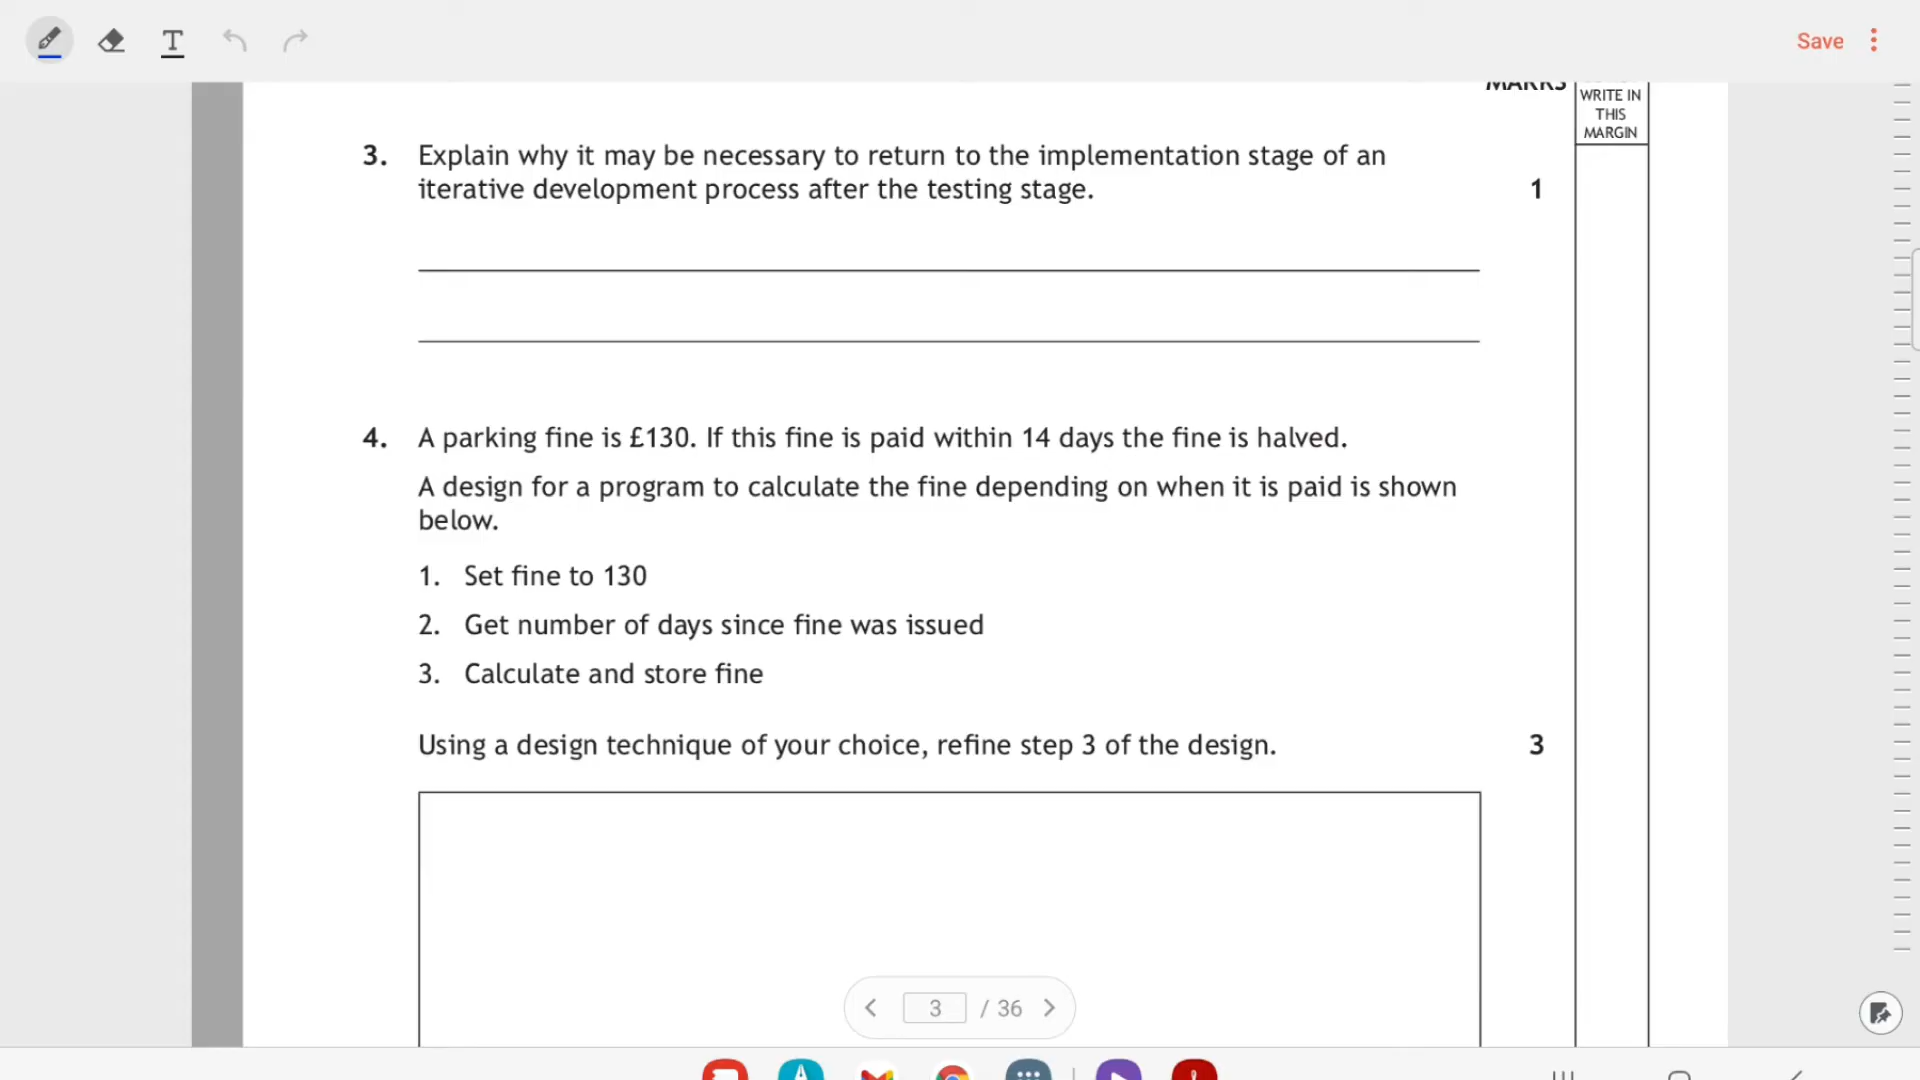 T
Save
MARKS
WRITE IN
THIS
MARGIN
3. Explain why it may be necessary to return to the implementation stage of an
iterative development process after the testing stage. 1
4. A parking fine is £130. If this fine is paid within 14 days the fine is halved.
A design for a program to calculate the fine depending on when it is paid is shown
below.
1. Set fine to 130
2. Get number of days since fine was issued
3. Calculate and store fine
Using a design technique of your choice, refine step 3 of the design. 3
3 / 36